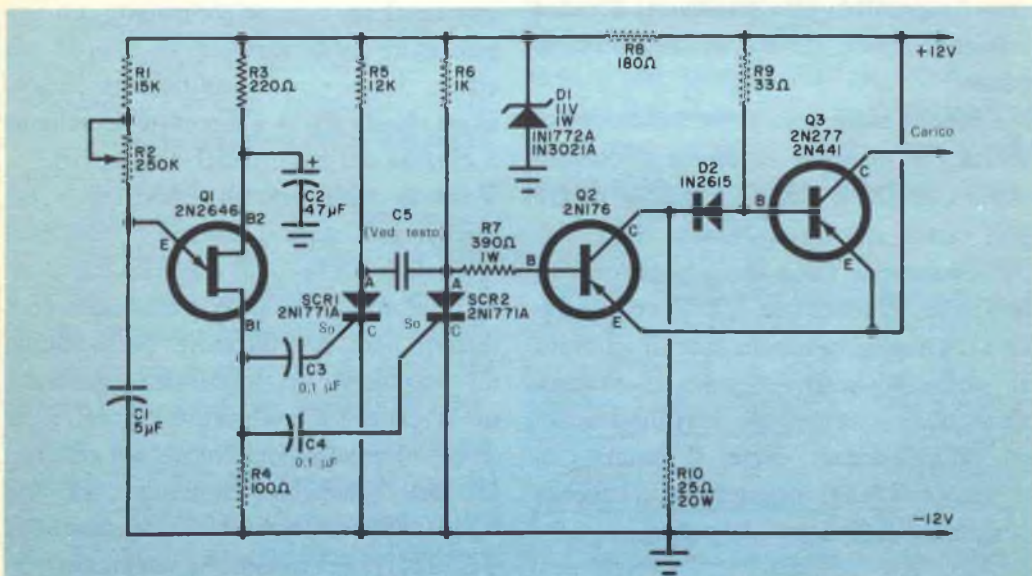 R1
15K
R2
250K
C1
5µF
Q1
2N2646
E
B2
B1
R3
220Ω
C2
47µF
+
C3
0,1 µF
C4
0,1 µF
R4
100Ω
R5
12K
C5
(Ved. testo)
A
SCR1
2N1771A
So
C
R6
1K
A
SCR2
2N1771A
So
C
R7
390Ω
1W
D1
11V
1W
1N1772A
1N3021A
R8
180Ω
Q2
2N176
B
C
E
R9
33Ω
D2
1N2615
R10
25Ω
20W
Q3
2N277
2N441
B
C
E
+12V
Carico
-12V